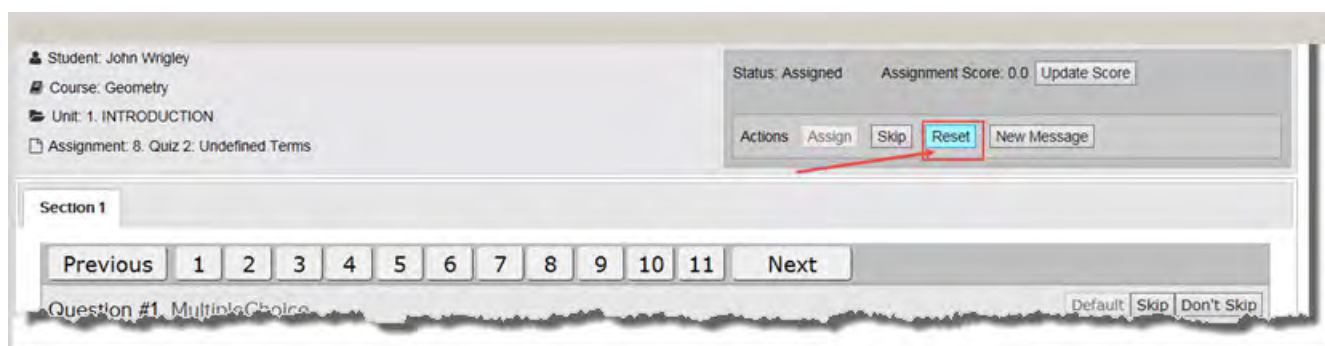 Student: John Wrigley
Course: Geometry
Unit: 1. INTRODUCTION
Assignment: 8. Quiz 2: Undefined Terms
Status: Assigned Assignment Score: 0.0 Update Score
Actions Assign Skip Reset New Message
Section 1
Previous 1 2 3 4 5 6 7 8 9 10 11 Next
Question #1, MultipleChoice Default Skip Don't Skip